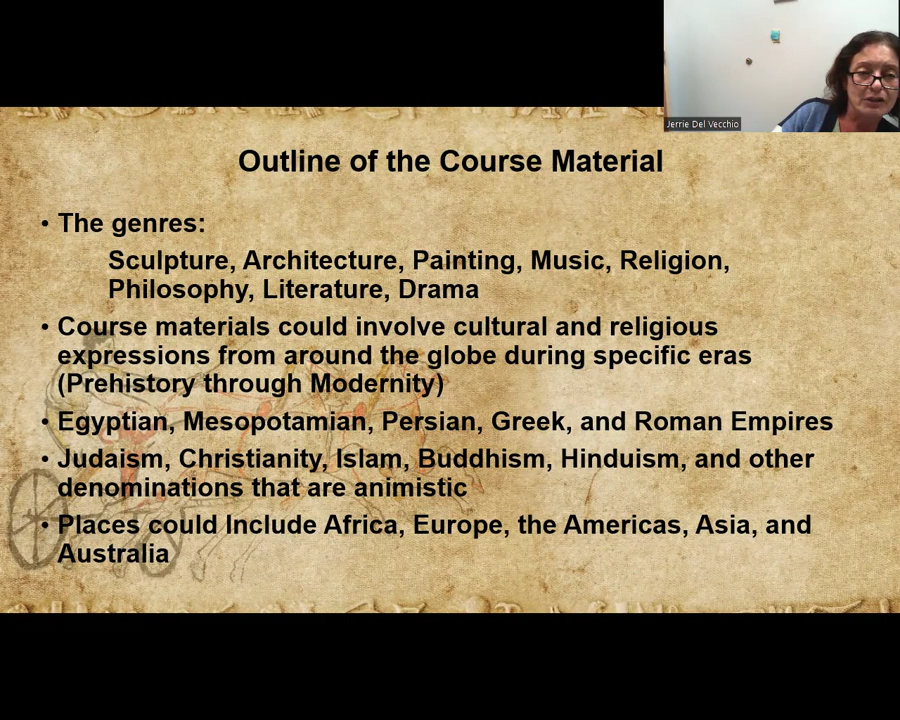 Jerrie Del Vecchio
Outline of the Course Material
• The genres:
Sculpture, Architecture, Painting, Music, Religion,
Philosophy, Literature, Drama
• Course materials could involve cultural and religious
expressions from around the globe during specific eras
(Prehistory through Modernity)
• Egyptian, Mesopotamian, Persian, Greek, and Roman Empires
• Judaism, Christianity, Islam, Buddhism, Hinduism, and other
denominations that are animistic
• Places could Include Africa, Europe, the Americas, Asia, and
Australia